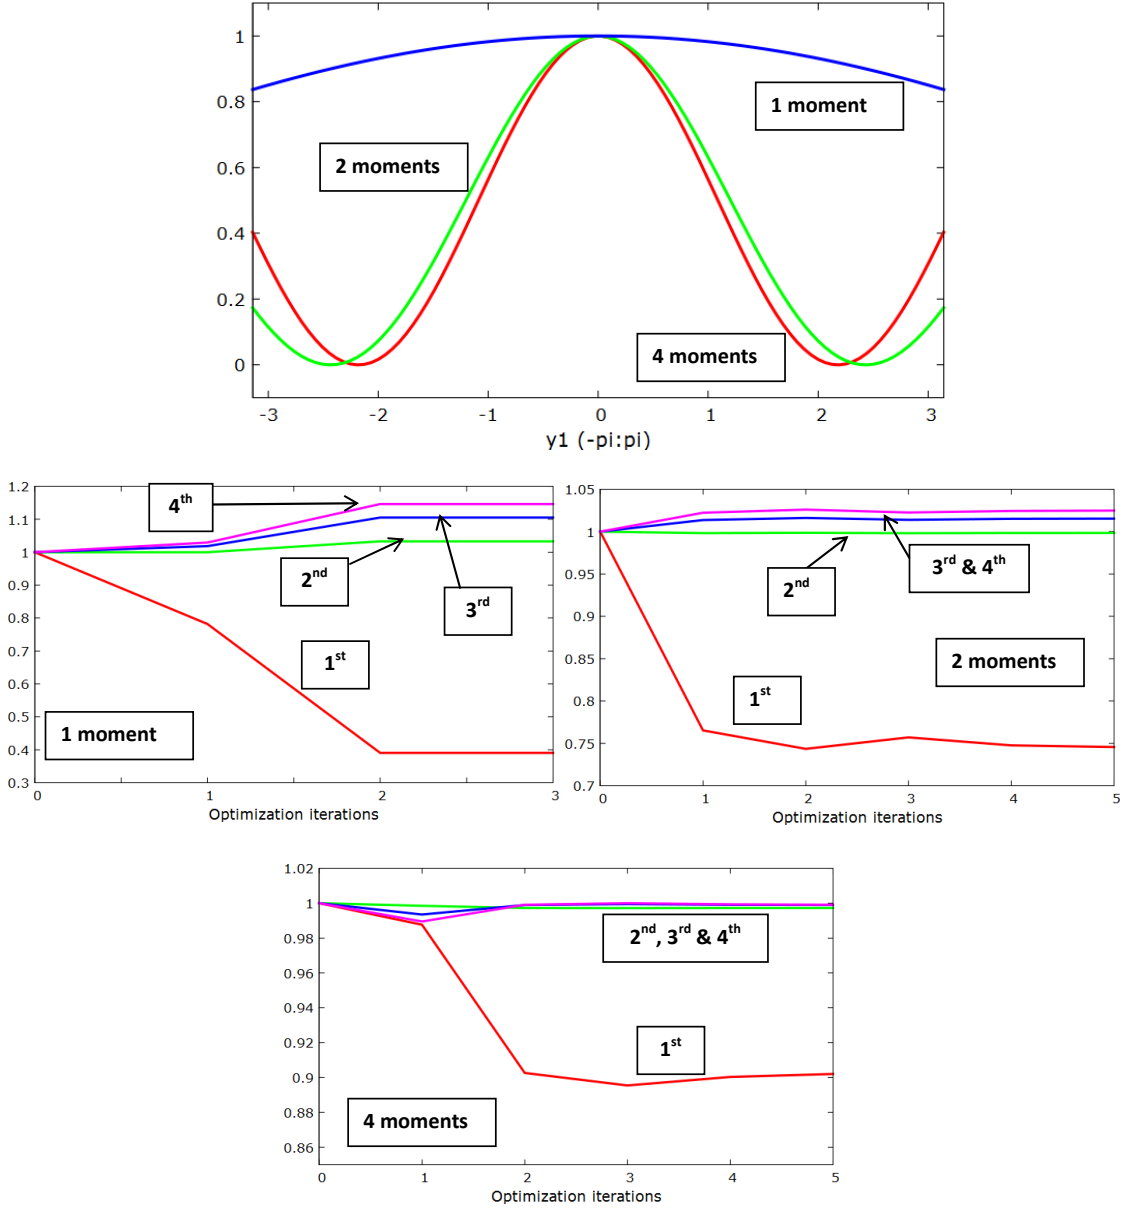 1
0.8
0.6
0.4
0.2
0
1 moment
2 moments
4 moments
-3 -2 -1 0 1 2 3
y1 (-pi:pi)
1.2
1.1
1
0.9
0.8
0.7
0.6
0.5
0.4
0.3
4th
2nd
3rd
1st
1 moment
0 1 2 3
Optimization iterations
1.05
1
0.95
0.9
0.85
0.8
0.75
0.7
3rd & 4th
2nd
2 moments
1st
0 1 2 3 4 5
Optimization iterations
1.02
1
0.98
0.96
0.94
0.92
0.9
0.88
0.86
2nd, 3rd & 4th
1st
4 moments
0 1 2 3 4 5
Optimization iterations